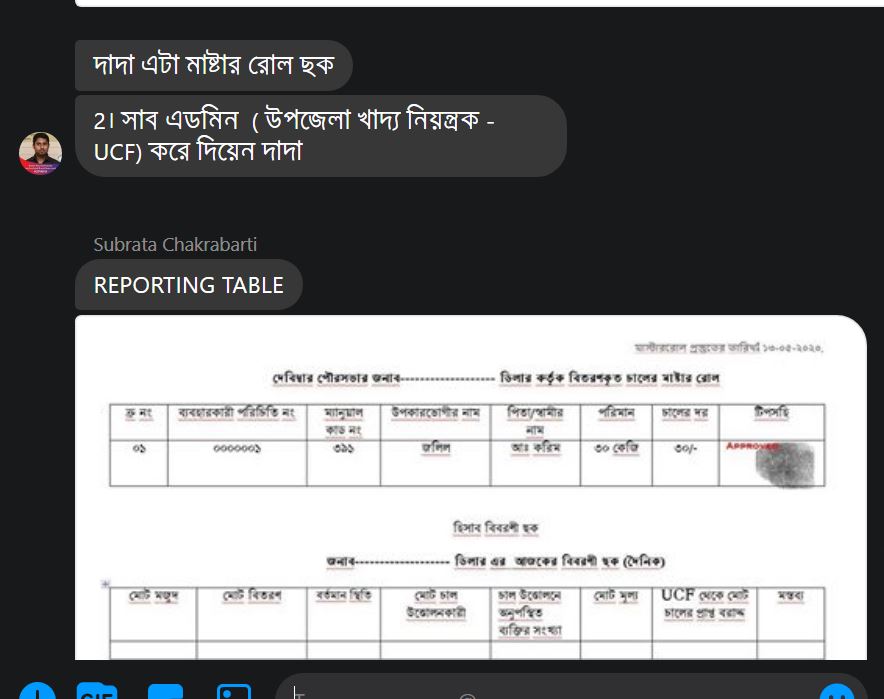 দাদা এটা মাষ্টার রোল ছক
2। সাব এডমিন ( উপজেলা খাদ্য নিয়ন্ত্রক -
UCF) করে দিয়েন দাদা
Subrata Chakrabarti
REPORTING TABLE
মাস্টাররোল প্রস্তুতের তারিখঃ ১৩-০৫-২০২০,
দেবিদ্বার পৌরসভার জনাব------------------- ডিলার কর্তৃক বিতরণকৃত চালের মাষ্টার রোল
ক্র নং ব্যবহারকারী পরিচিতি নং ম্যানুয়াল কার্ড নং উপকারভোগীর নাম পিতা/স্বামীর নাম পরিমান চালের দর টিপসহি
০১ ০০০০০০১ ৩৯১ জলিল আঃ করিম ৩০ কেজি ৩০/- APPROVED
হিসাব বিবরণী ছক
জনাব------------------- ডিলার এর আজকের বিবরণী ছক (দৈনিক)
মোট মজুদ মোট বিতরণ বর্তমান স্থিতি মোট চাল উত্তোলনকারী চাল উত্তোলনে অনুপস্থিত ব্যক্তির সংখ্যা মোট মূল্য UCF থেকে মোট চালের প্রাপ্ত বরাদ্দ মন্তব্য
GIF